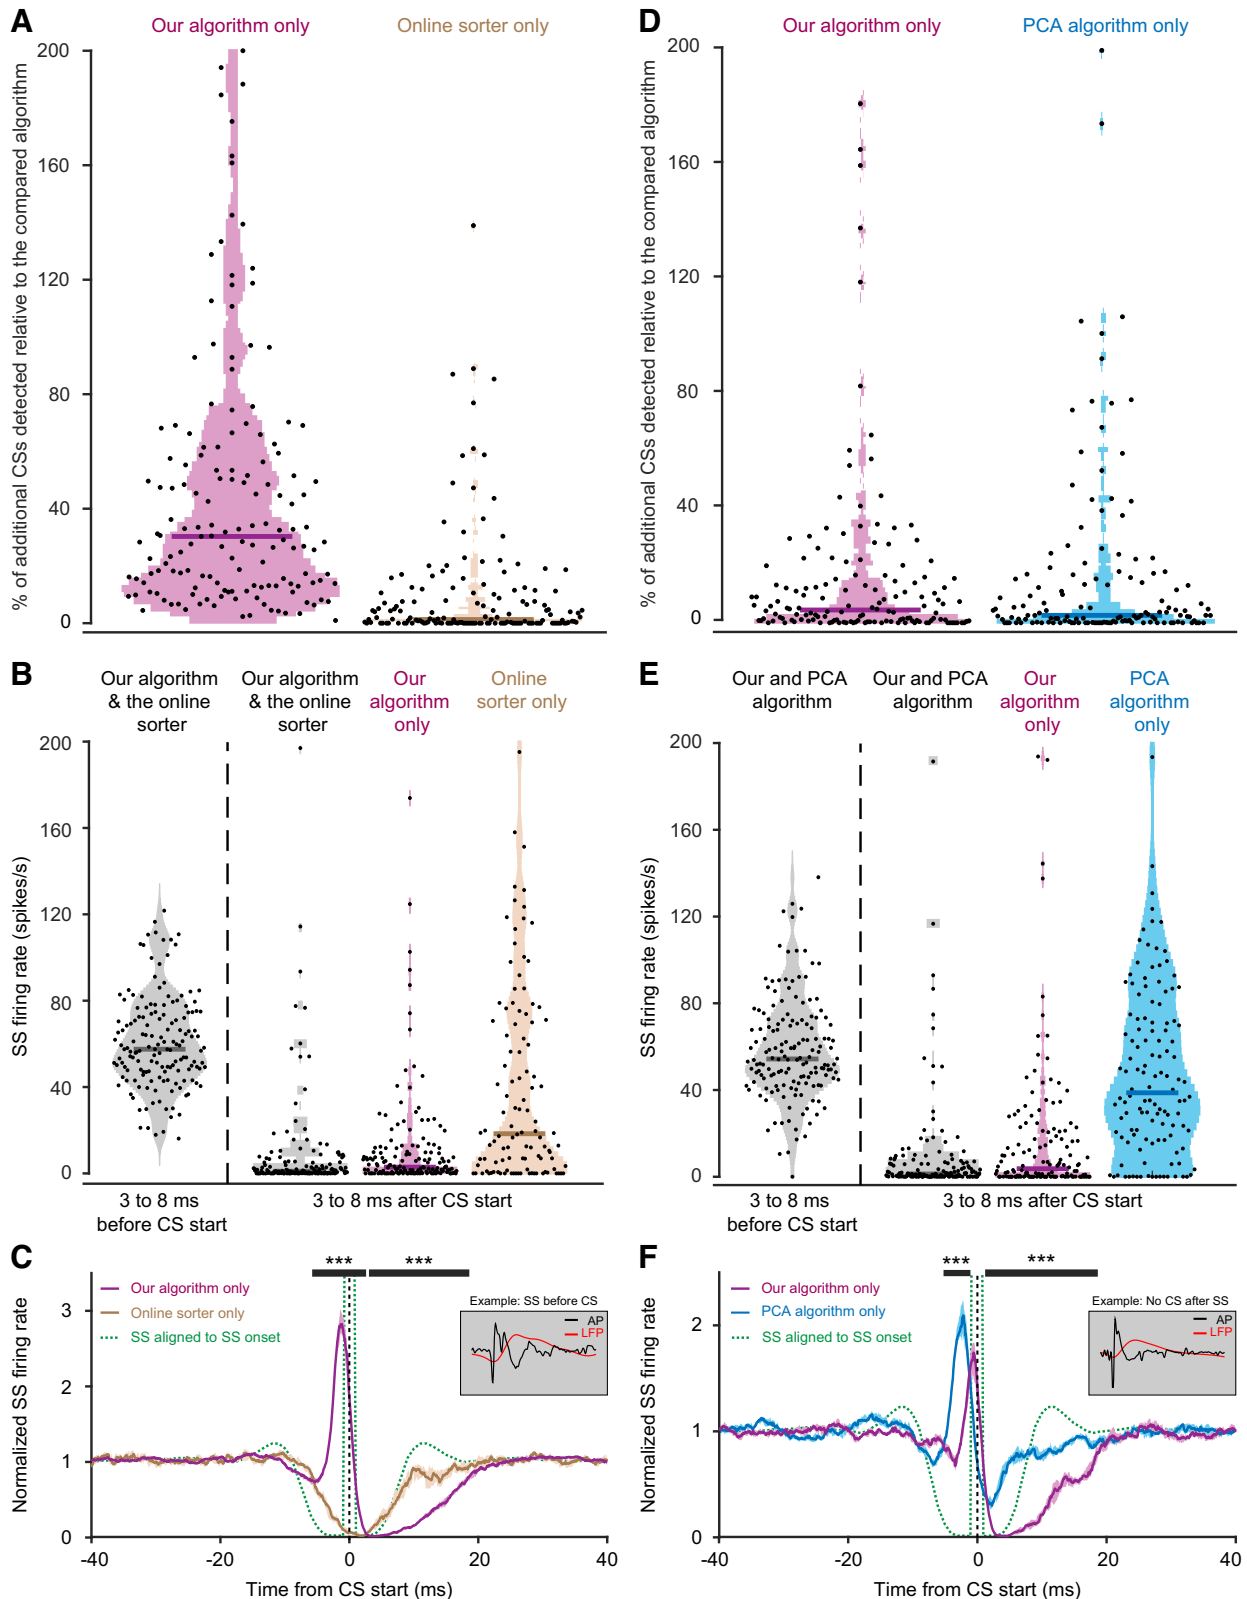 A
Our algorithm only
Online sorter only
% of additional CSs detected relative to the compared algorithm
200
160
120
80
40
0
D
Our algorithm only
PCA algorithm only
% of additional CSs detected relative to the compared algorithm
200
160
120
80
40
0
B
Our algorithm
& the online
sorter
Our algorithm
& the online
sorter
Our
algorithm
only
Online
sorter only
SS firing rate (spikes/s)
200
160
120
80
40
0
3 to 8 ms
before CS start
3 to 8 ms after CS start
E
Our and PCA
algorithm
Our and PCA
algorithm
Our
algorithm
only
PCA
algorithm
only
SS firing rate (spikes/s)
200
160
120
80
40
0
3 to 8 ms
before CS start
3 to 8 ms after CS start
C
*** ***
Our algorithm only
Online sorter only
SS aligned to SS onset
Example: SS before CS
AP
LFP
Normalized SS firing rate
3
2
1
0
-40 -20 0 20 40
Time from CS start (ms)
F
*** ***
Our algorithm only
PCA algorithm only
SS aligned to SS onset
Example: No CS after SS
AP
LFP
Normalized SS firing rate
2
1
0
-40 -20 0 20 40
Time from CS start (ms)